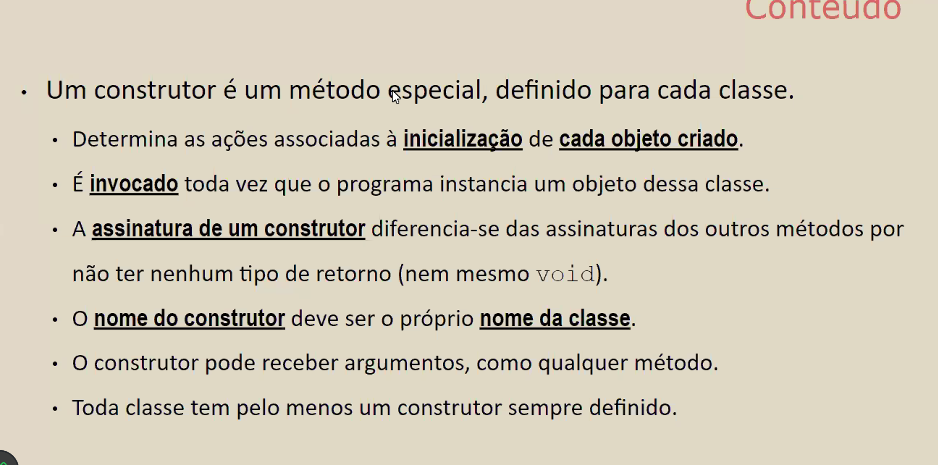 Conteúdo
• Um construtor é um método especial, definido para cada classe.
• Determina as ações associadas à inicialização de cada objeto criado.
• É invocado toda vez que o programa instancia um objeto dessa classe.
• A assinatura de um construtor diferencia-se das assinaturas dos outros métodos por
não ter nenhum tipo de retorno (nem mesmo void).
• O nome do construtor deve ser o próprio nome da classe.
• O construtor pode receber argumentos, como qualquer método.
• Toda classe tem pelo menos um construtor sempre definido.